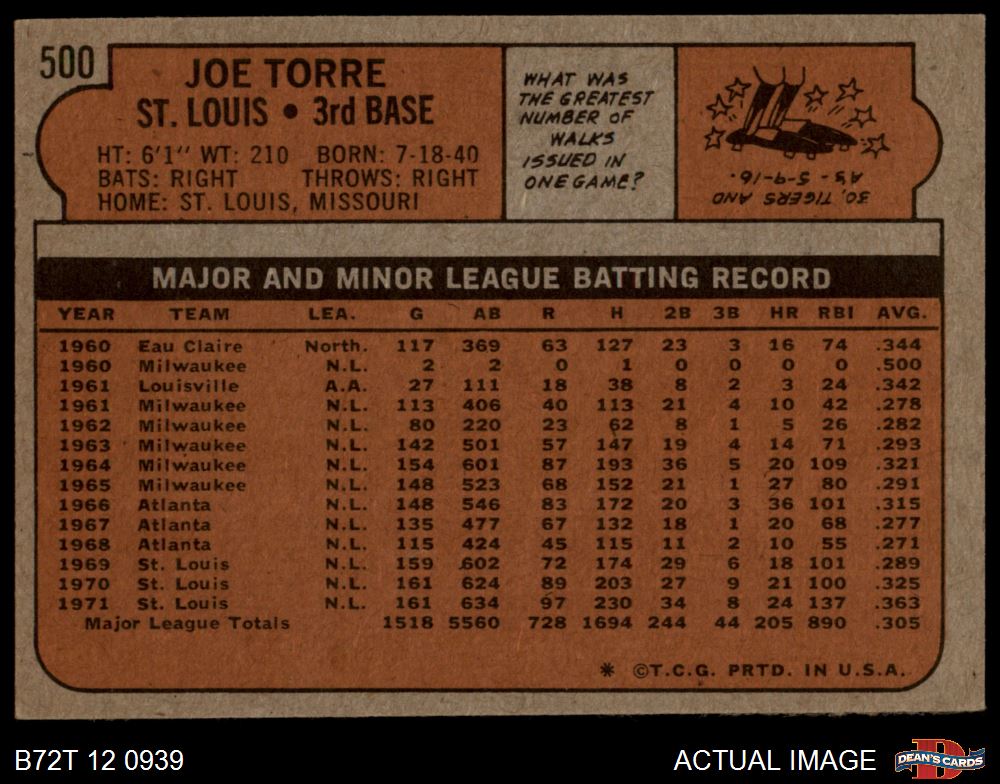 500
JOE TORRE
ST. LOUIS • 3rd BASE
HT: 6'1" WT: 210 BORN: 7-18-40
BATS: RIGHT THROWS: RIGHT
HOME: ST. LOUIS, MISSOURI
WHAT WAS
THE GREATEST
NUMBER OF
WALKS
ISSUED IN
ONE GAME?
30, TIGERS AND
A's - 5-9-16.
MAJOR AND MINOR LEAGUE BATTING RECORD
YEAR TEAM LEA. G AB R H 2B 3B HR RBI AVG.
1960 Eau Claire North. 117 369 63 127 23 3 16 74 .344
1960 Milwaukee N.L. 2 2 0 1 0 0 0 0 .500
1961 Louisville A.A. 27 111 18 38 8 2 3 24 .342
1961 Milwaukee N.L. 113 406 40 113 21 4 10 42 .278
1962 Milwaukee N.L. 80 220 23 62 8 1 5 26 .282
1963 Milwaukee N.L. 142 501 57 147 19 4 14 71 .293
1964 Milwaukee N.L. 154 601 87 193 36 5 20 109 .321
1965 Milwaukee N.L. 148 523 68 152 21 1 27 80 .291
1966 Atlanta N.L. 148 546 83 172 20 3 36 101 .315
1967 Atlanta N.L. 135 477 67 132 18 1 20 68 .277
1968 Atlanta N.L. 115 424 45 115 11 2 10 55 .271
1969 St. Louis N.L. 159 602 72 174 29 6 18 101 .289
1970 St. Louis N.L. 161 624 89 203 27 9 21 100 .325
1971 St. Louis N.L. 161 634 97 230 34 8 24 137 .363
Major League Totals 1518 5560 728 1694 244 44 205 890 .305
* ©T.C.G. PRTD. IN U.S.A.
B72T 12 0939
ACTUAL IMAGE
DEAN'S CARDS